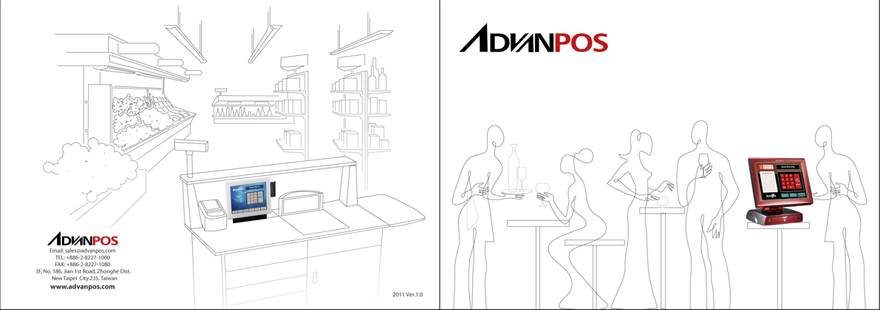 ADVANPOS
Email: sales@advanpos.com
TEL: +886-2-8227-1000
FAX: +886-2-8227-1080
3F, No. 186, Jian 1st Road, Zhonghe Dist.
New Taipei City 235, Taiwan
www.advanpos.com
2011 Ver.1.0
ADVANPOS